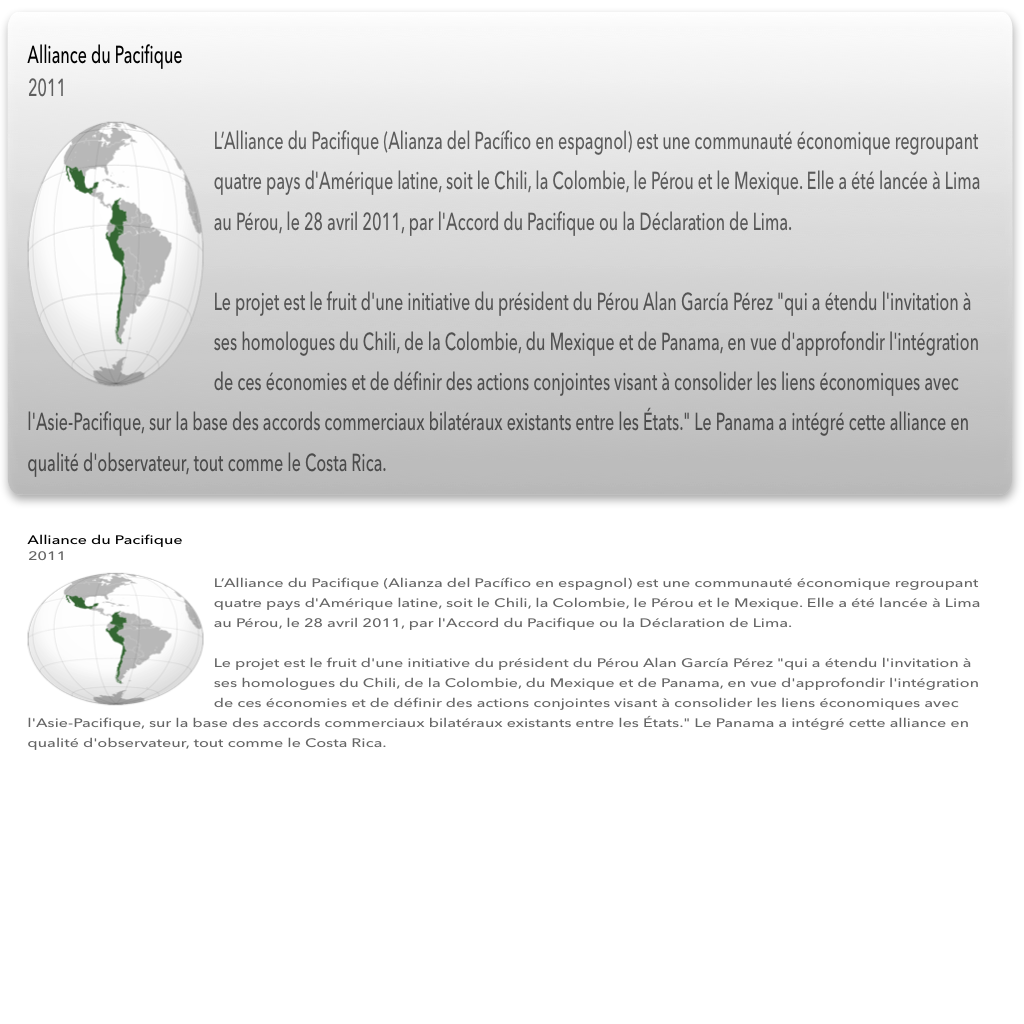 Alliance du Pacifique
2011
L’Alliance du Pacifique (Alianza del Pacífico en espagnol) est une communauté économique regroupant
quatre pays d'Amérique latine, soit le Chili, la Colombie, le Pérou et le Mexique. Elle a été lancée à Lima
au Pérou, le 28 avril 2011, par l'Accord du Pacifique ou la Déclaration de Lima.
Le projet est le fruit d'une initiative du président du Pérou Alan García Pérez "qui a étendu l'invitation à
ses homologues du Chili, de la Colombie, du Mexique et de Panama, en vue d'approfondir l'intégration
de ces économies et de définir des actions conjointes visant à consolider les liens économiques avec
l'Asie-Pacifique, sur la base des accords commerciaux bilatéraux existants entre les États." Le Panama a intégré cette alliance en
qualité d'observateur, tout comme le Costa Rica.
Alliance du Pacifique
2011
L’Alliance du Pacifique (Alianza del Pacífico en espagnol) est une communauté économique regroupant
quatre pays d'Amérique latine, soit le Chili, la Colombie, le Pérou et le Mexique. Elle a été lancée à Lima
au Pérou, le 28 avril 2011, par l'Accord du Pacifique ou la Déclaration de Lima.
Le projet est le fruit d'une initiative du président du Pérou Alan García Pérez "qui a étendu l'invitation à
ses homologues du Chili, de la Colombie, du Mexique et de Panama, en vue d'approfondir l'intégration
de ces économies et de définir des actions conjointes visant à consolider les liens économiques avec
l'Asie-Pacifique, sur la base des accords commerciaux bilatéraux existants entre les États." Le Panama a intégré cette alliance en
qualité d'observateur, tout comme le Costa Rica.